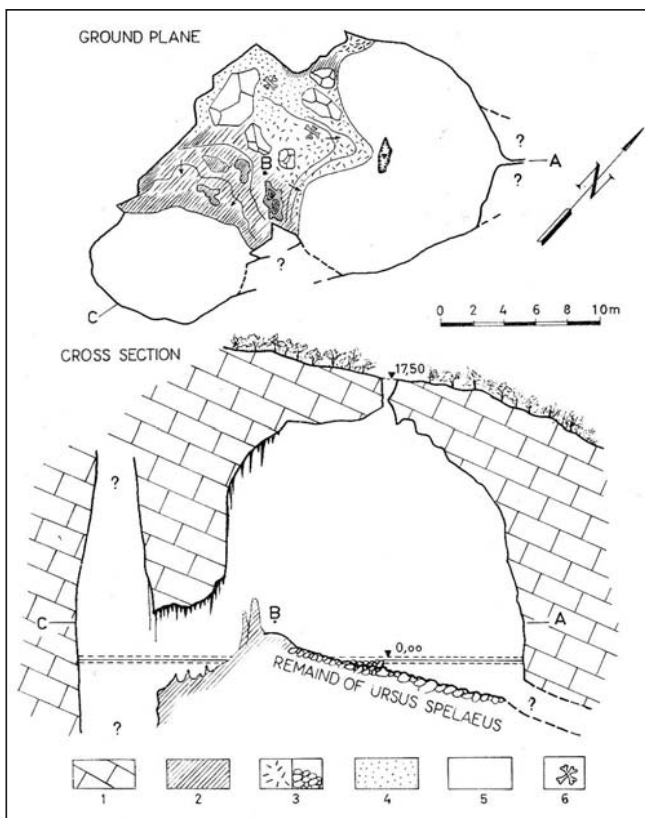 GROUND PLANE
B
?
A
?
?
C
N
0 2 4 6 8 10m
CROSS SECTION
17,50
?
C
B
A
0,00
REMAIND OF URSUS SPELAEUS
?
?
1 2 3 4 5 6